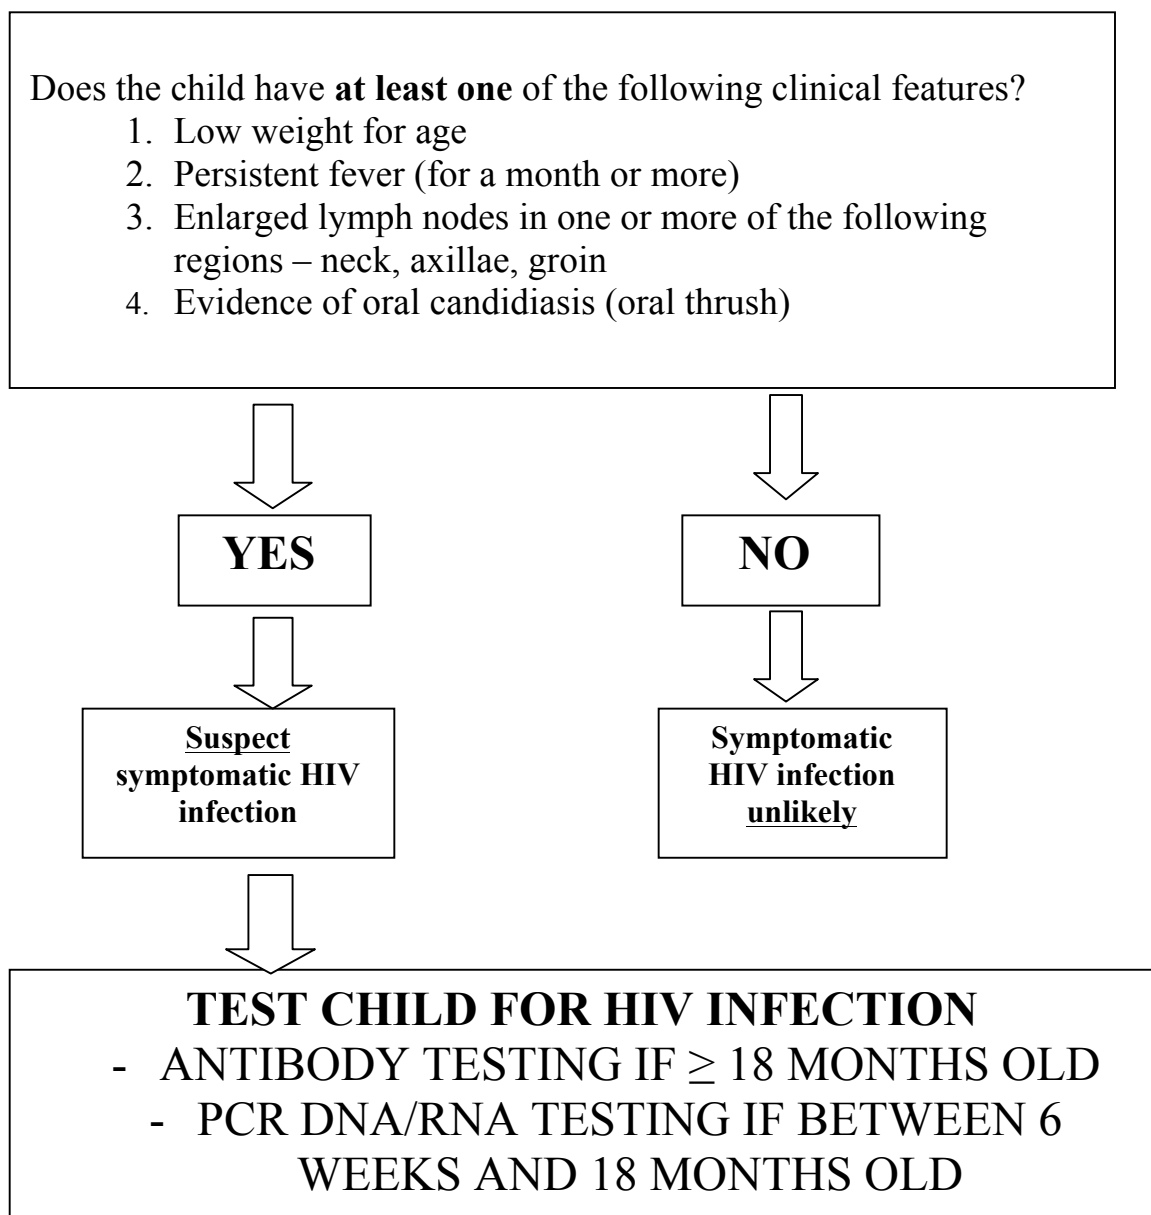 Does the child have at least one of the following clinical features?
1. Low weight for age
2. Persistent fever (for a month or more)
3. Enlarged lymph nodes in one or more of the following
regions – neck, axillae, groin
4. Evidence of oral candidiasis (oral thrush)
YES
NO
Suspect
symptomatic HIV
infection
Symptomatic
HIV infection
unlikely
TEST CHILD FOR HIV INFECTION
- ANTIBODY TESTING IF ≥ 18 MONTHS OLD
- PCR DNA/RNA TESTING IF BETWEEN 6
WEEKS AND 18 MONTHS OLD